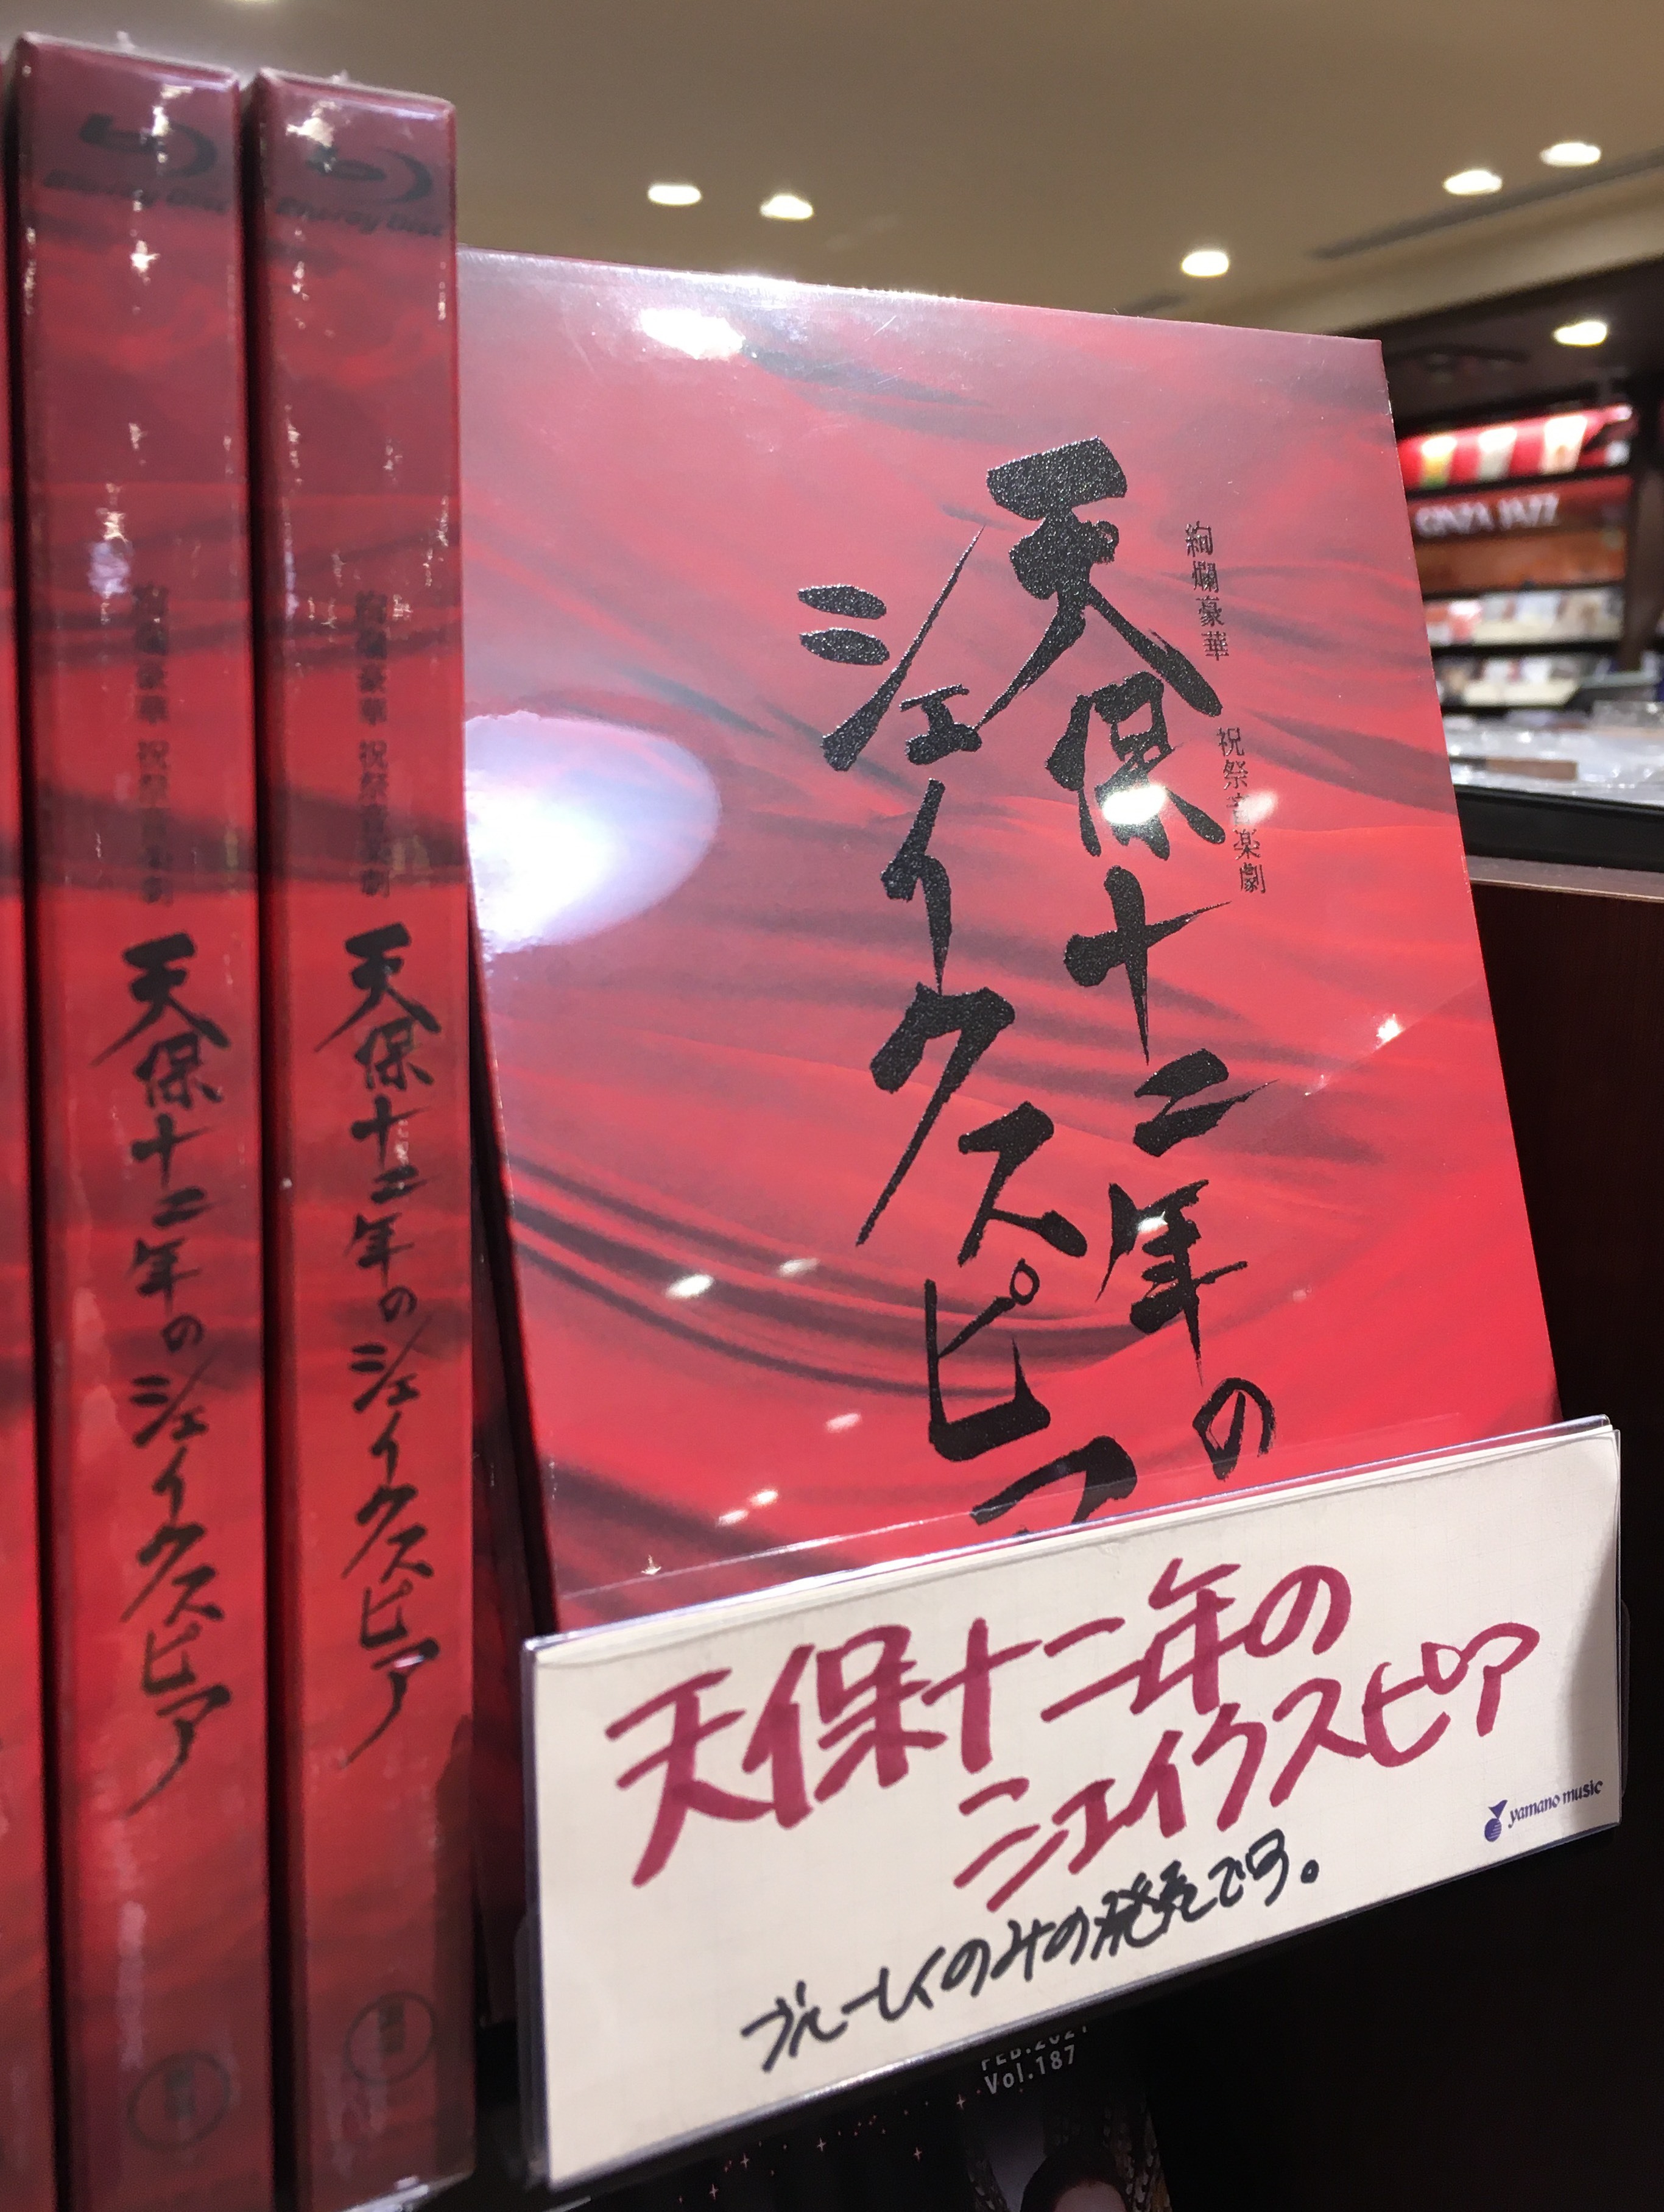 Blu-ray Disc
絢爛豪華 祝祭音楽劇
天保十二年のシェイクスピア
Blu-ray Disc
絢爛豪華 祝祭音楽劇
天保十二年のシェイクスピア
絢爛豪華 祝祭音楽劇
天保十二年の
シェイクスピア
GINZA JAZZ
天保十二年の
シェイクスピア
ブルーレイのみの発売です。
yamano music
FEB.2021
Vol.187